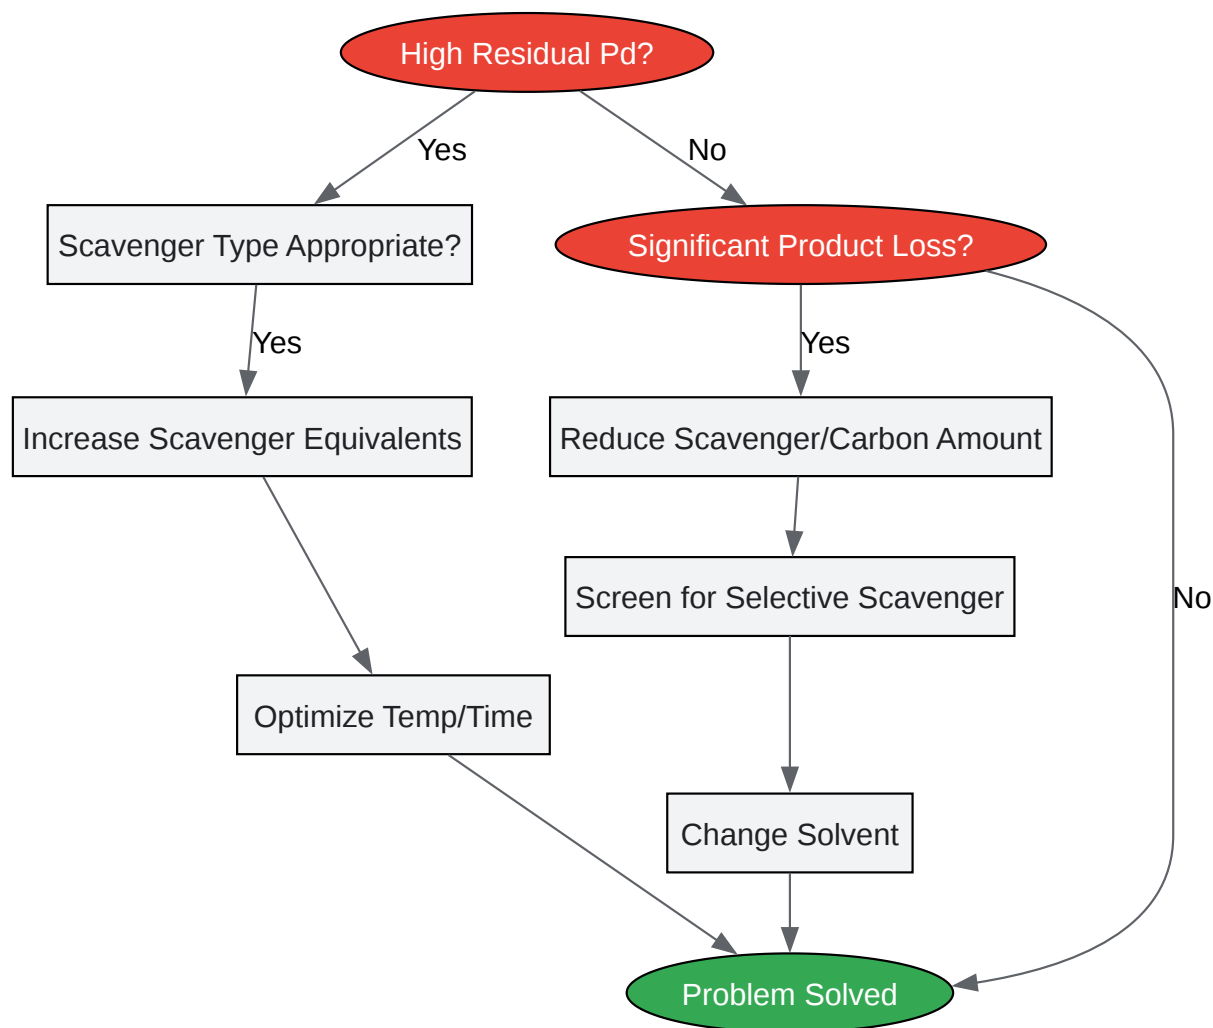 High Residual Pd?
Yes
No
Scavenger Type Appropriate?
Significant Product Loss?
Yes
Yes
Increase Scavenger Equivalents
Reduce Scavenger/Carbon Amount
Screen for Selective Scavenger
No
Optimize Temp/Time
Change Solvent
Problem Solved